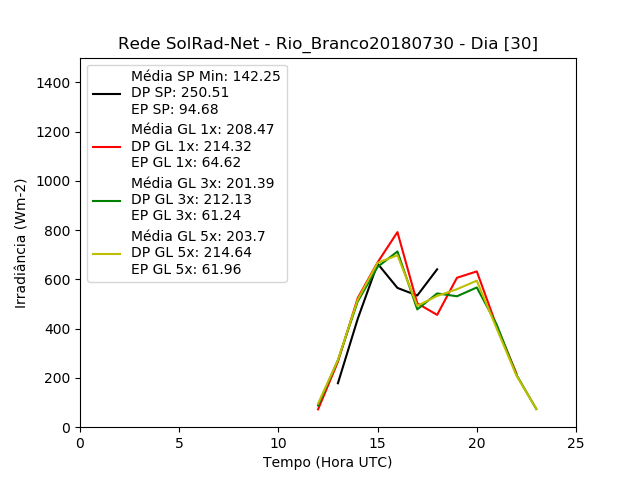 Rede SolRad-Net - Rio_Branco20180730 - Dia [30]
Média SP Min: 142.25
DP SP: 250.51
EP SP: 94.68
Média GL 1x: 208.47
DP GL 1x: 214.32
EP GL 1x: 64.62
Média GL 3x: 201.39
DP GL 3x: 212.13
EP GL 3x: 61.24
Média GL 5x: 203.7
DP GL 5x: 214.64
EP GL 5x: 61.96
Irradiância (Wm-2)
1400
1200
1000
800
600
400
200
0
0 5 10 15 20 25
Tempo (Hora UTC)